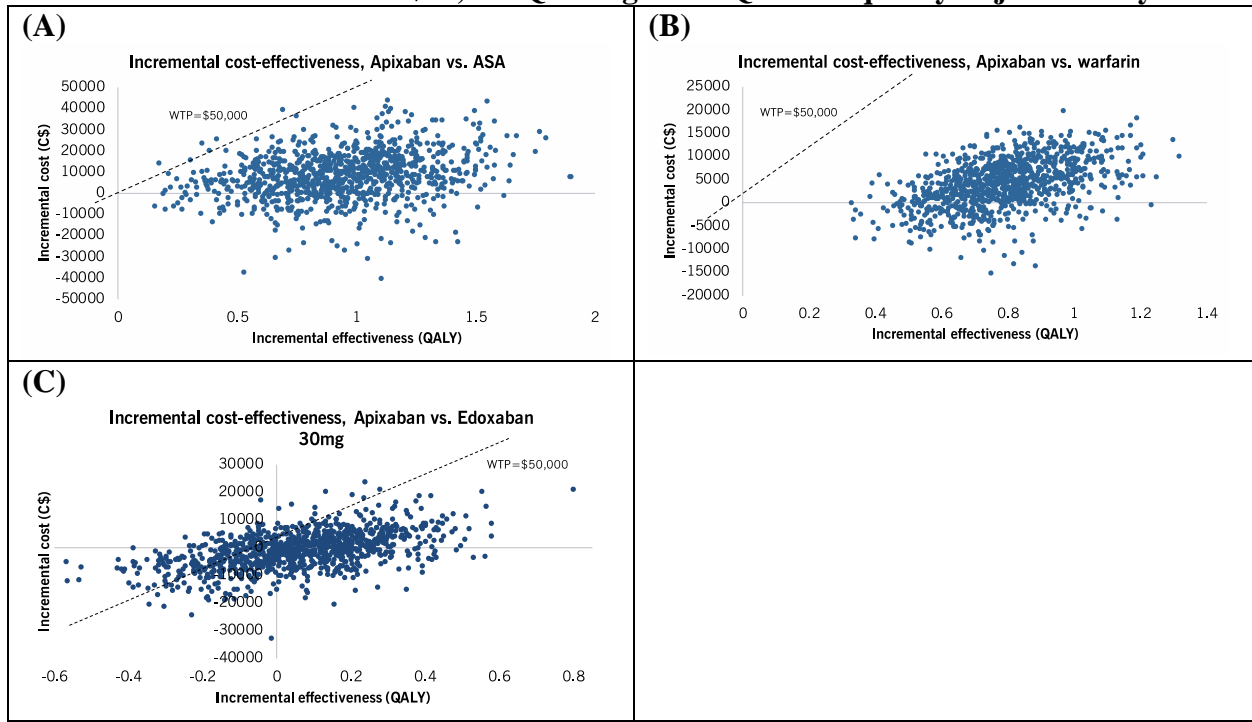 (A)
Incremental cost-effectiveness, Apixaban vs. ASA
WTP=$50,000
Incremental cost (C$)
50000
40000
30000
20000
10000
0
-10000
-20000
-30000
-40000
-50000
0 0.5 1 1.5 2
Incremental effectiveness (QALY)
(B)
Incremental cost-effectiveness, Apixaban vs. warfarin
WTP=$50,000
Incremental cost (C$)
25000
20000
15000
10000
5000
0
-5000
-10000
-15000
-20000
0 0.2 0.4 0.6 0.8 1 1.2 1.4
Incremental effectiveness (QALY)
(C)
Incremental cost-effectiveness, Apixaban vs. Edoxaban
30mg
WTP=$50,000
Incremental cost (C$)
30000
20000
10000
0
-10000
-20000
-30000
-40000
-0.6 -0.4 -0.2 0 0.2 0.4 0.6 0.8
Incremental effectiveness (QALY)